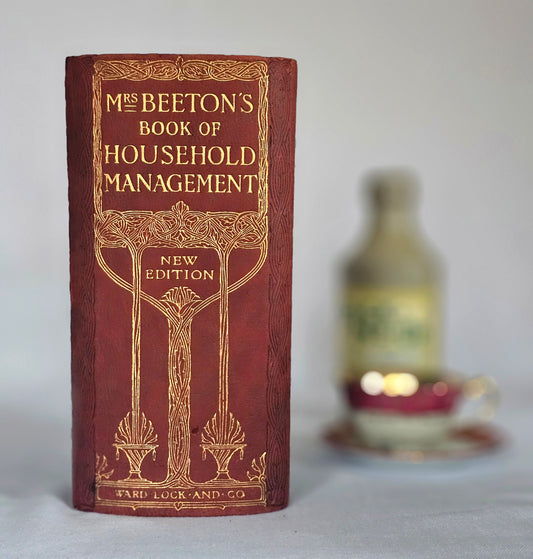 MRS BEETON'S
BOOK OF
HOUSEHOLD
MANAGEMENT
NEW
EDITION
WARD LOCK·AND·CO